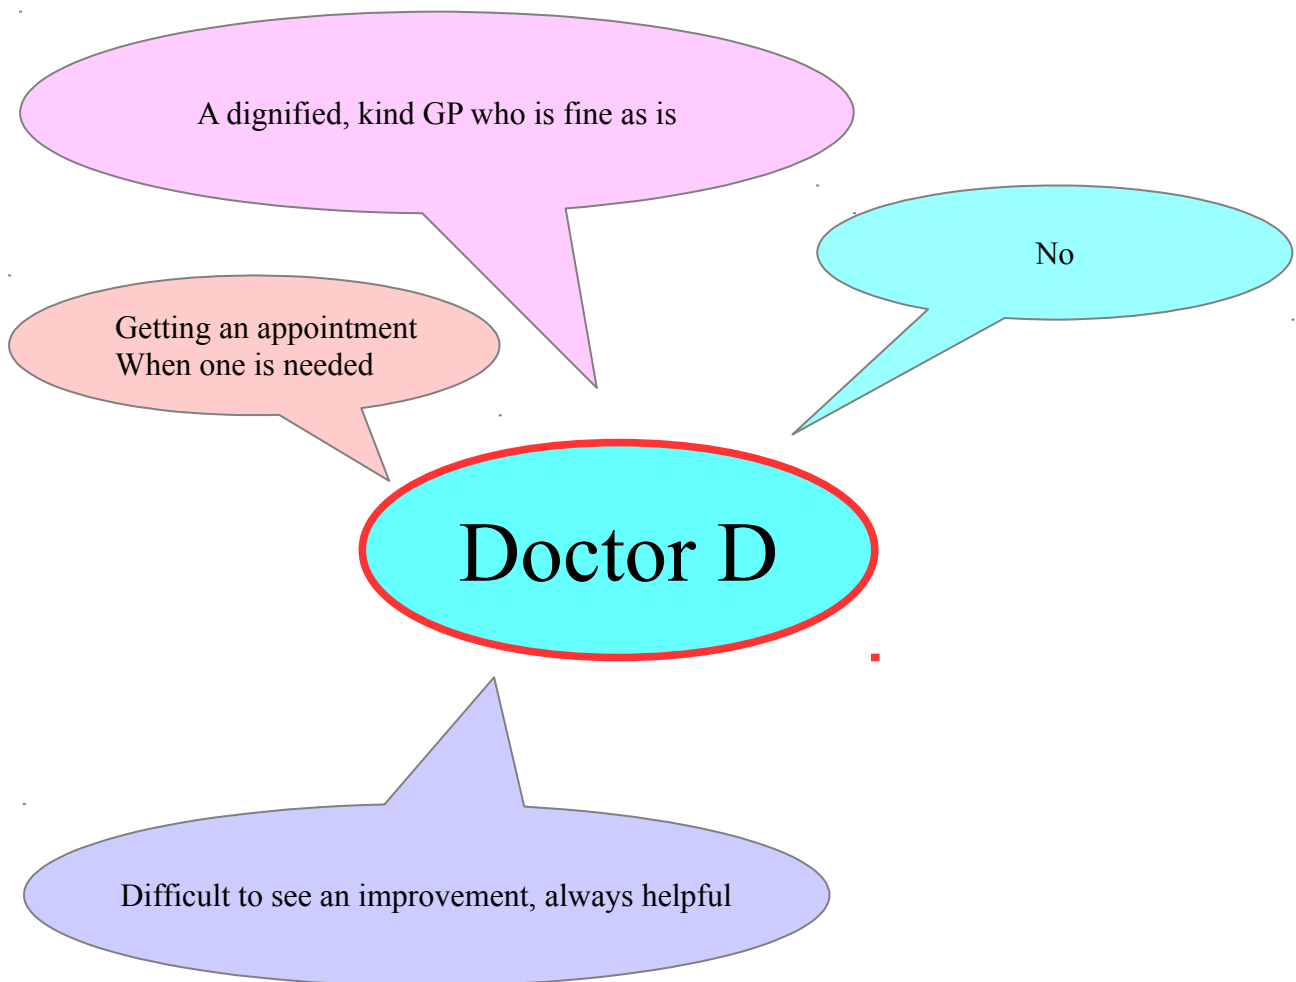 A dignified, kind GP who is fine as is
No
Getting an appointment
When one is needed
Doctor D
Difficult to see an improvement, always helpful